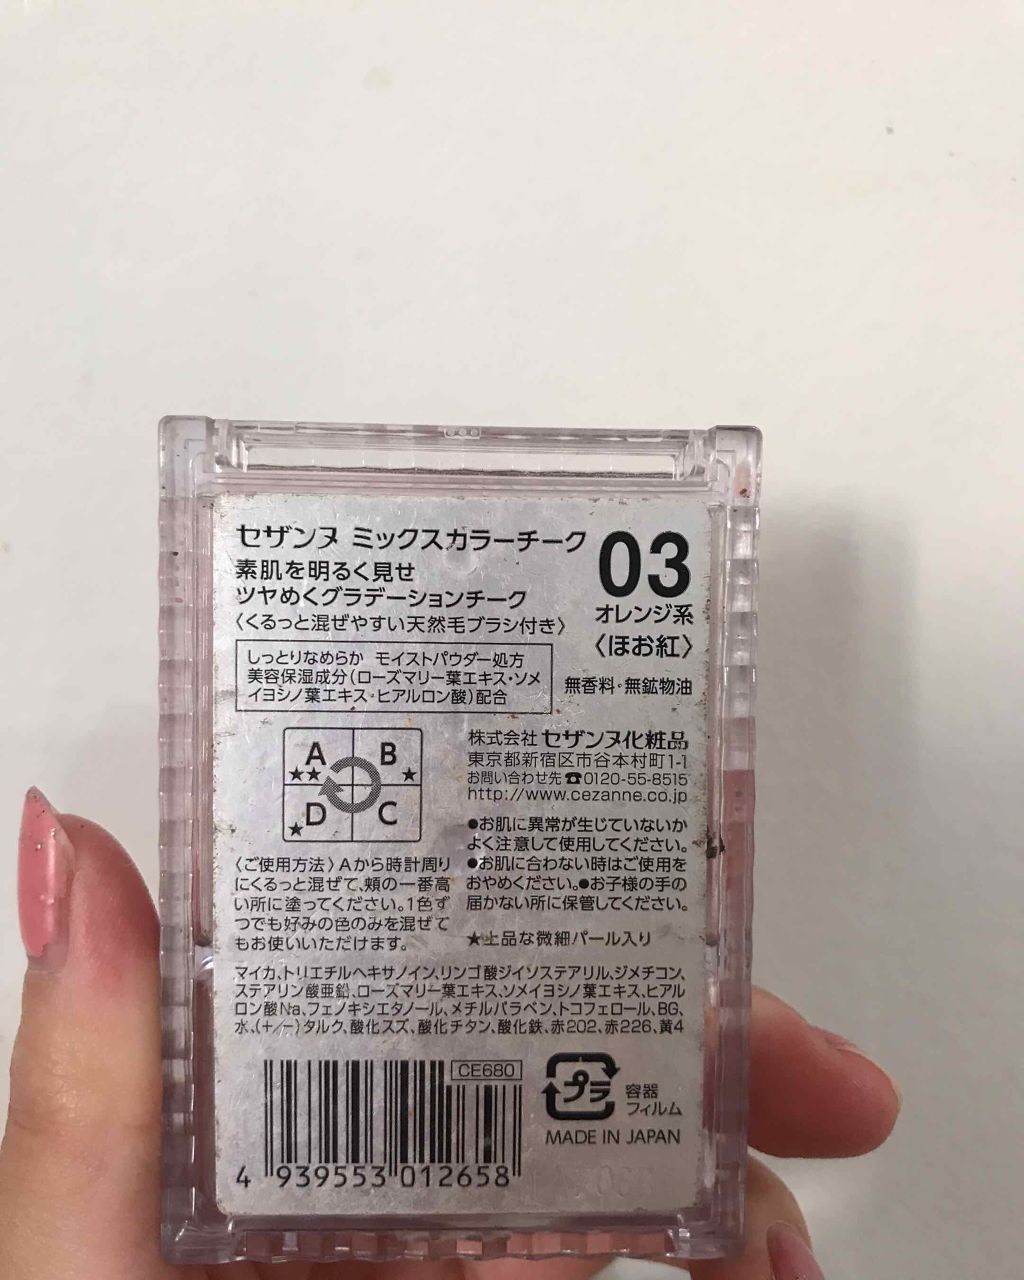 セザンヌ ミックスカラーチーク
03
オレンジ系
〈ほお紅〉
素肌を明るく見せ
ツヤめくグラデーションチーク
〈くるっと混ぜやすい天然毛ブラシ付き〉
しっとりなめらか モイストパウダー処方
美容保湿成分(ローズマリー葉エキス・ソメ
イヨシノ葉エキス・ヒアルロン酸)配合
無香料・無鉱物油
A
★★
B
★
D
★
C
株式会社 セザンヌ化粧品
東京都新宿区市谷本村町1-1
お問い合わせ先☎0120-55-8515
http://www.cezanne.co.jp
〈ご使用方法〉Aから時計周り
にくるっと混ぜて、頬の一番高
い所に塗ってください。1色ず
つでも好みの色のみを混ぜて
もお使いいただけます。
●お肌に異常が生じていないか
よく注意して使用してください。
●お肌に合わない時はご使用を
おやめください。●お子様の手の
届かない所に保管してください。
★上品な微細パール入り
マイカ、トリエチルヘキサノイン、リンゴ酸ジイソステアリル、ジメチコン、
ステアリン酸亜鉛、ローズマリー葉エキス、ソメイヨシノ葉エキス、ヒアル
ロン酸Na、フェノキシエタノール、メチルパラベン、トコフェロール、BG、
水、(+/-)タルク、酸化スズ、酸化チタン、酸化鉄、赤202、赤226、黄4
CE680
4 939553 012658
プラ
容器
フィルム
MADE IN JAPAN